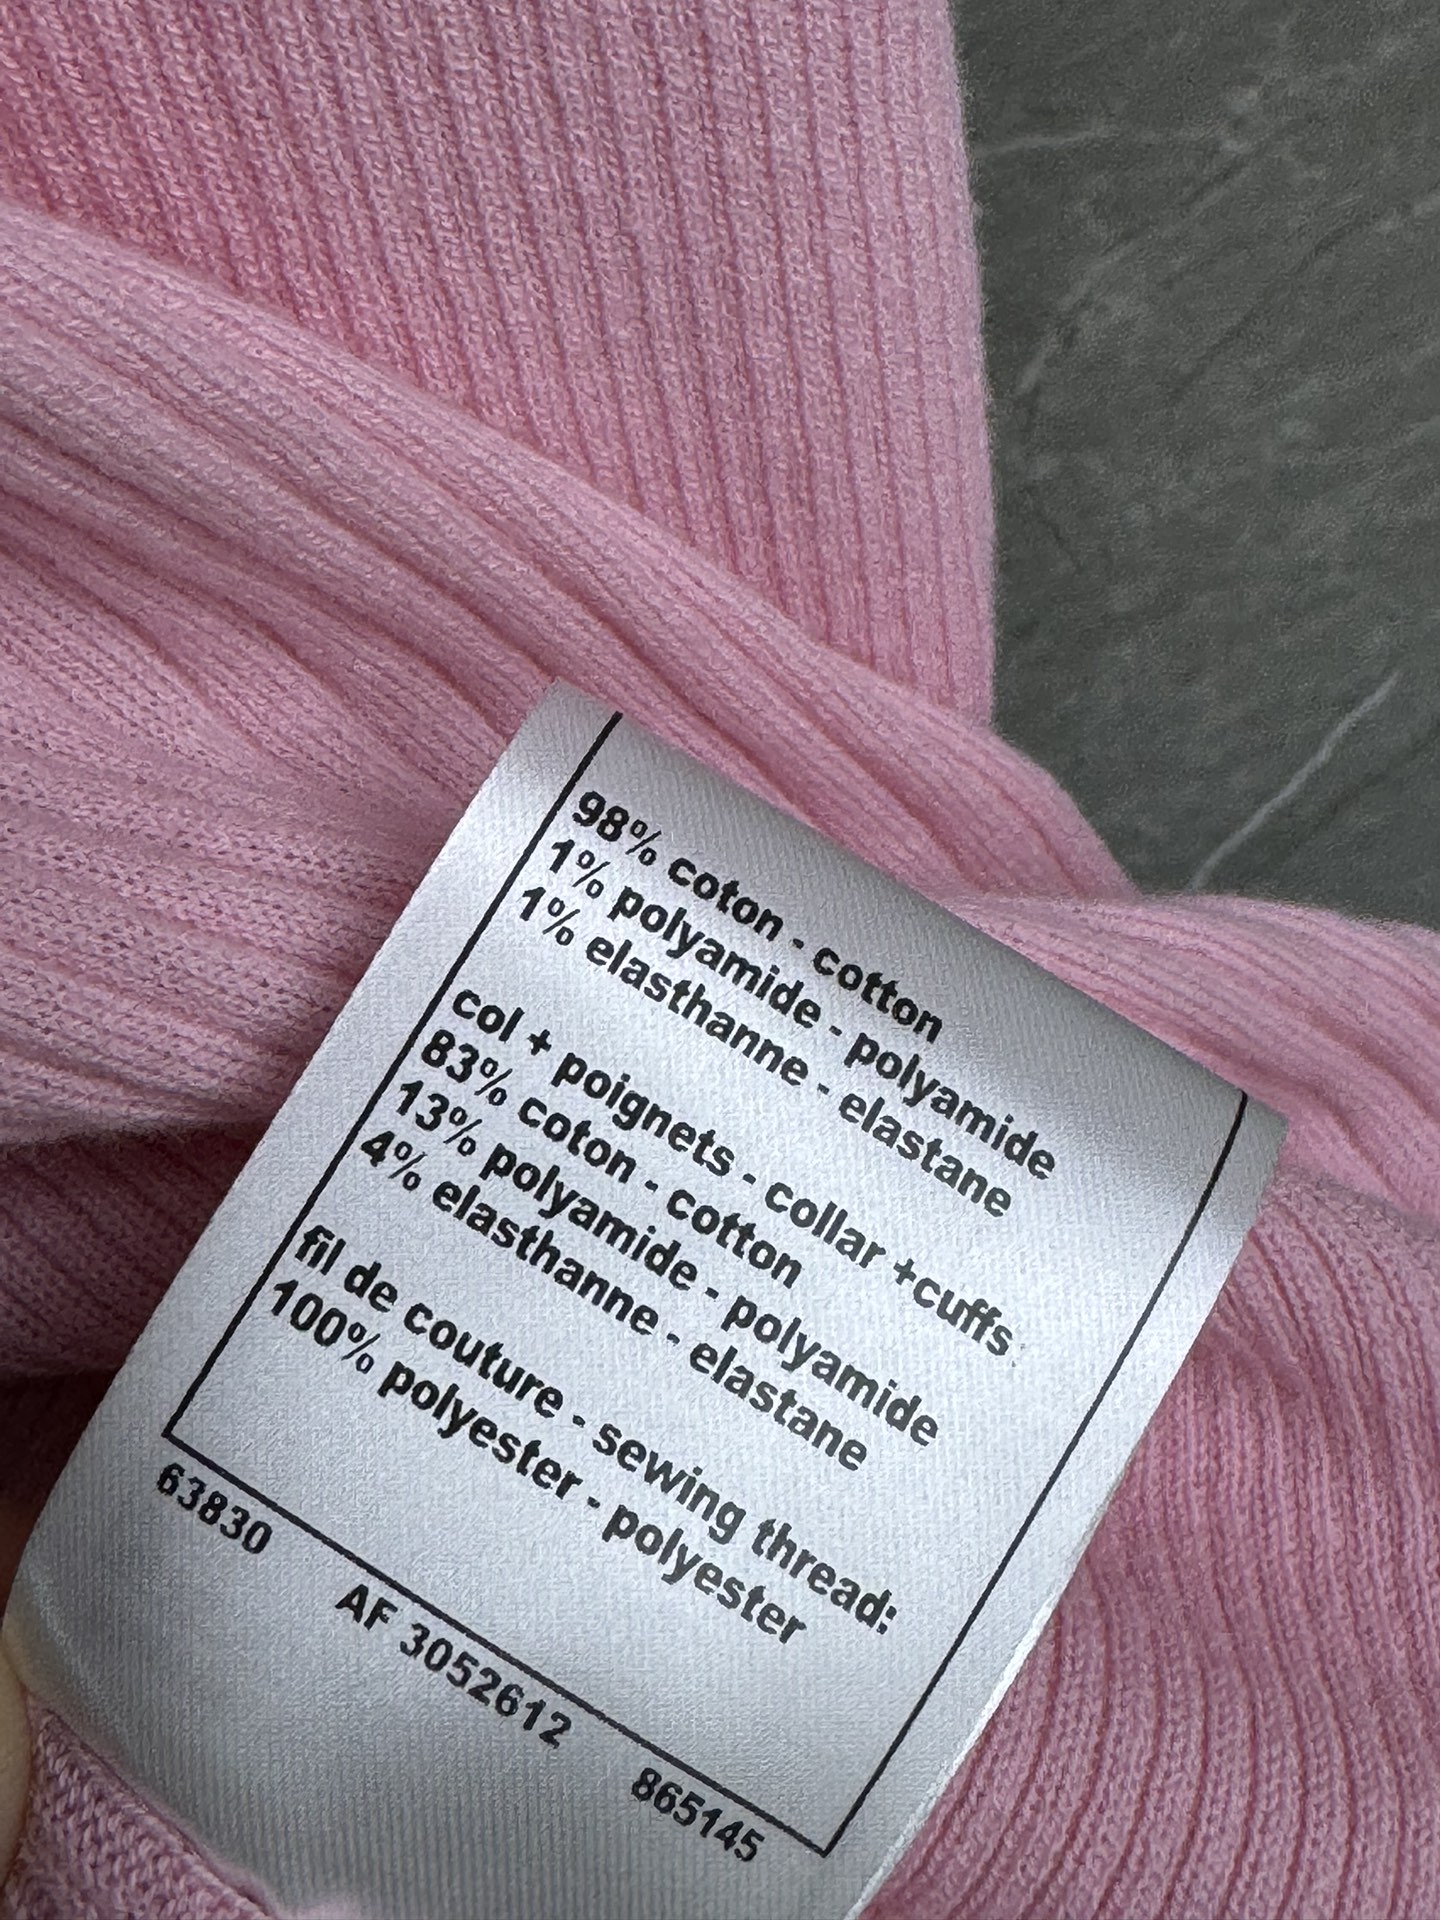 98% coton - cotton
1% polyamide - polyamide
1% elasthanne - elastane
col + poignets - collar +cuffs
83% coton - cotton
13% polyamide - polyamide
4% elasthanne - elastane
fil de couture - sewing thread:
100% polyester - polyester
63830 AF 3052612 865145